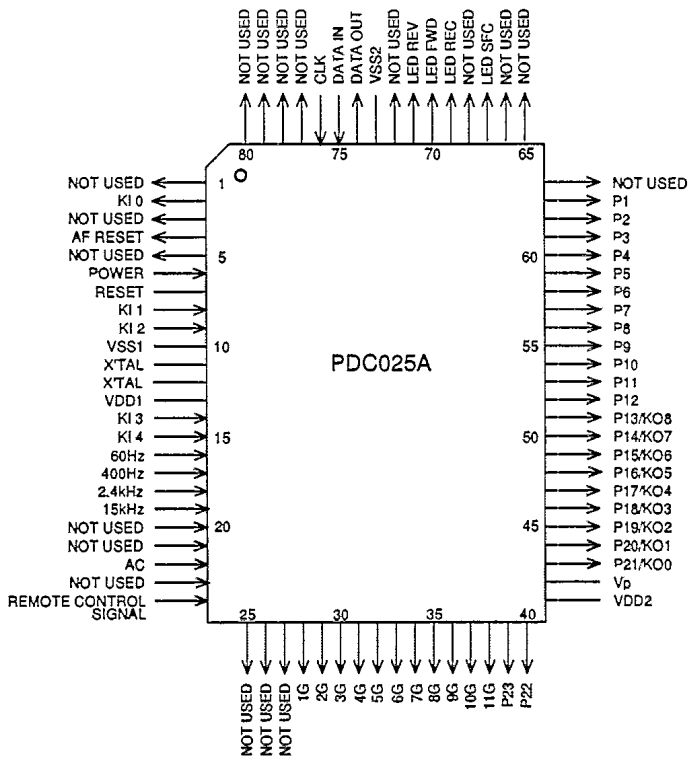 NOT USED
NOT USED
NOT USED
NOT USED
CLK
DATA IN
DATA OUT
VSS2
NOT USED
LED REV
LED FWD
LED REC
NOT USED
LED SFC
NOT USED
NOT USED
80
75
70
65
NOT USED
1
KI 0
NOT USED
AF RESET
NOT USED
5
POWER
RESET
KI 1
KI 2
VSS1
10
X'TAL
X'TAL
VDD1
KI 3
KI 4
15
60Hz
400Hz
2.4kHz
15kHz
NOT USED
20
NOT USED
AC
NOT USED
REMOTE CONTROL
SIGNAL
PDC025A
NOT USED
P1
P2
P3
60
P4
P5
P6
P7
P8
55
P9
P10
P11
P12
P13/KO8
50
P14/KO7
P15/KO6
P16/KO5
P17/KO4
P18/KO3
45
P19/KO2
P20/KO1
P21/KO0
Vp
VDD2
25
30
35
40
NOT USED
NOT USED
NOT USED
1G
2G
3G
4G
5G
6G
7G
8G
9G
10G
11G
P23
P22